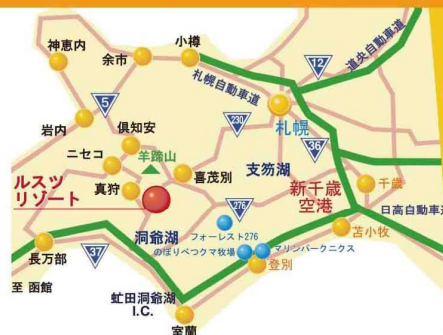 神恵内
余市
小樽
12
道央自動車道
札幌自動車道
5
岩内
倶知安
230
札幌
ニセコ
羊蹄山
36
喜茂別
支笏湖
真狩
ルスツ
リゾート
新千歳
空港
千歳
276
日高自動車道
洞爺湖
フォーレスト276
苫小牧
のぼりべつクマ牧場
マリンパークニクス
長万部
37
登別
至 函館
虻田洞爺湖
I.C.
室蘭